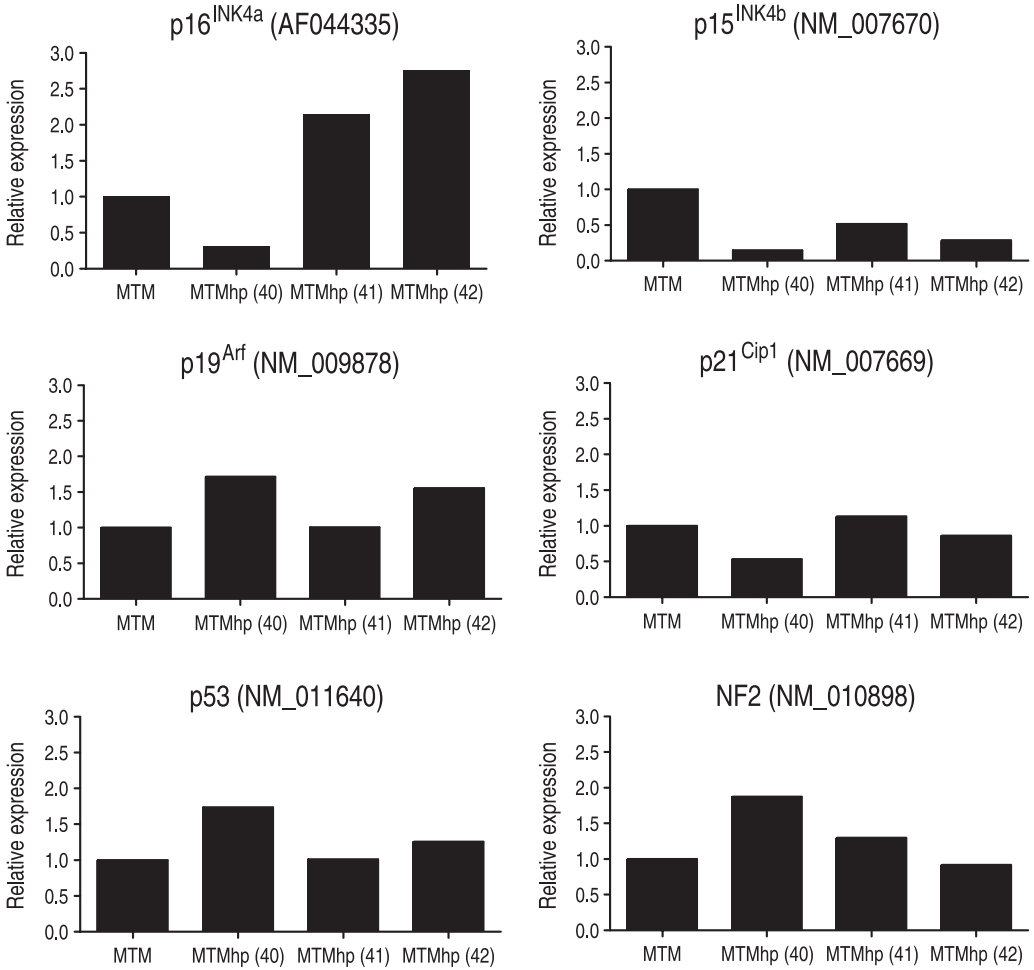 p16INK4a (AF044335)
Relative expression
3.0
2.5
2.0
1.5
1.0
0.5
0.0
MTM MTMhp (40) MTMhp (41) MTMhp (42)
p15INK4b (NM_007670)
Relative expression
3.0
2.5
2.0
1.5
1.0
0.5
0.0
MTM MTMhp (40) MTMhp (41) MTMhp (42)
p19Arf (NM_009878)
Relative expression
3.0
2.5
2.0
1.5
1.0
0.5
0.0
MTM MTMhp (40) MTMhp (41) MTMhp (42)
p21Cip1 (NM_007669)
Relative expression
3.0
2.5
2.0
1.5
1.0
0.5
0.0
MTM MTMhp (40) MTMhp (41) MTMhp (42)
p53 (NM_011640)
Relative expression
3.0
2.5
2.0
1.5
1.0
0.5
0.0
MTM MTMhp (40) MTMhp (41) MTMhp (42)
NF2 (NM_010898)
Relative expression
3.0
2.5
2.0
1.5
1.0
0.5
0.0
MTM MTMhp (40) MTMhp (41) MTMhp (42)